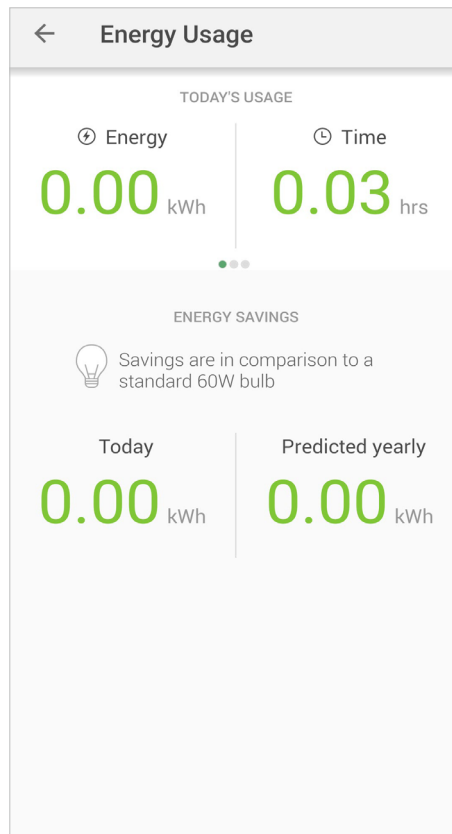 Energy Usage
TODAY'S USAGE
Energy
Time
0.00 kWh
0.03 hrs
ENERGY SAVINGS
Savings are in comparison to a
standard 60W bulb
Today
Predicted yearly
0.00 kWh
0.00 kWh